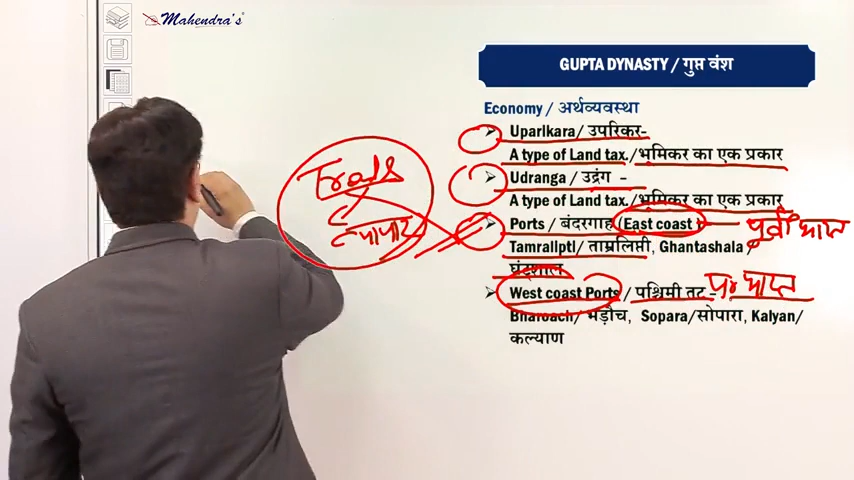 Mahendra's
GUPTA DYNASTY / गुप्त वंश
Economy / अर्थव्यवस्था
Uparikara/ उपरिकर-
A type of Land tax./भूमिकर का एक प्रकार
Udranga / उद्रंग -
A type of Land tax./भूमिकर का एक प्रकार
Ports / बंदरगाह (East coast)
Tamralipti/ ताम्रलिप्ती, Ghantashala /
घंटशाल
West coast Ports / पश्चिमी तट -
Bharoach/ भड़ौच, Sopara/सोपारा, Kalyan/
कल्याण
Trade
व्यापार
पूर्वी